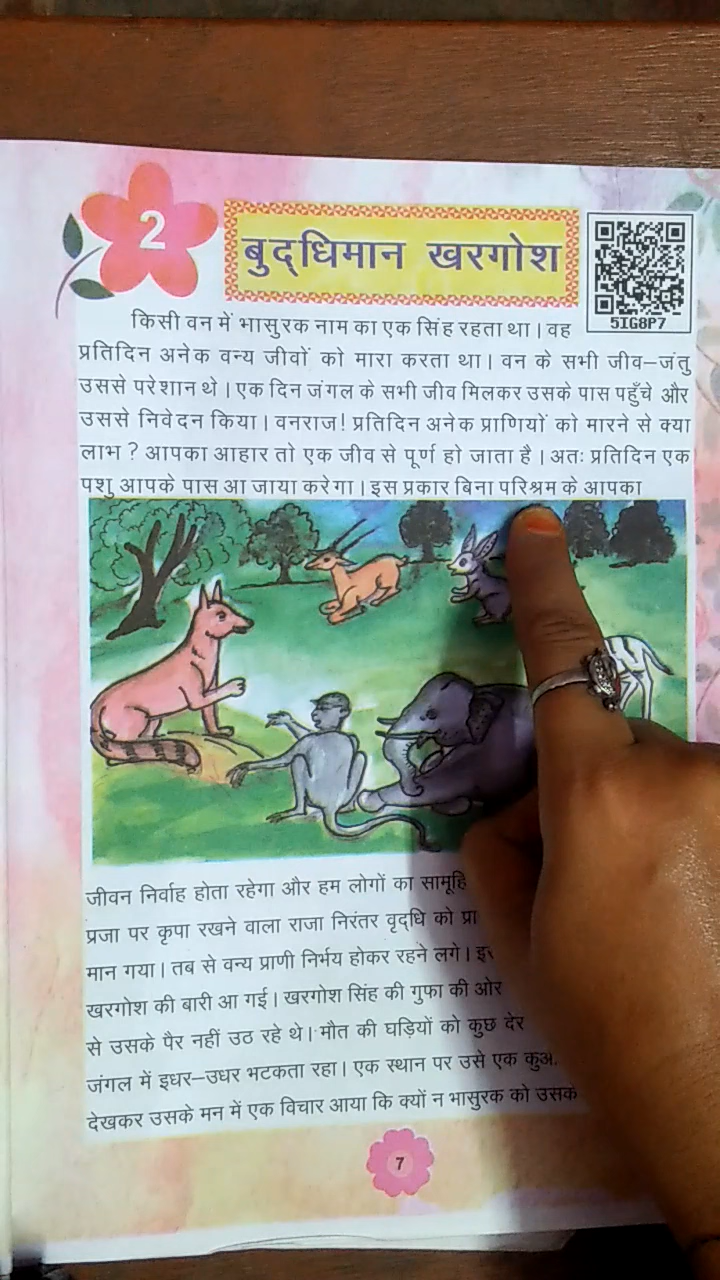 2
बुद्धिमान खरगोश
5IG8P7
किसी वन में भासुरक नाम का एक सिंह रहता था। वह
प्रतिदिन अनेक वन्य जीवों को मारा करता था। वन के सभी जीव–जंतु
उससे परेशान थे। एक दिन जंगल के सभी जीव मिलकर उसके पास पहुँचे और
उससे निवेदन किया। वनराज! प्रतिदिन अनेक प्राणियों को मारने से क्या
लाभ ? आपका आहार तो एक जीव से पूर्ण हो जाता है। अतः प्रतिदिन एक
पशु आपके पास आ जाया करेगा। इस प्रकार बिना परिश्रम के आपका
जीवन निर्वाह होता रहेगा और हम लोगों का
प्रजा पर कृपा रखने वाला राजा निरंतर वृद्धि को
मान गया। तब से वन्य प्राणी निर्भय होकर रहने लगे।
खरगोश की बारी आ गई। खरगोश सिंह की गुफा की ओर
से उसके पैर नहीं उठ रहे थे। मौत की घड़ियों को कुछ देर
जंगल में इधर–उधर भटकता रहा। एक स्थान पर उसे एक
देखकर उसके मन में एक विचार आया कि क्यों न भासुरक को उसके
7